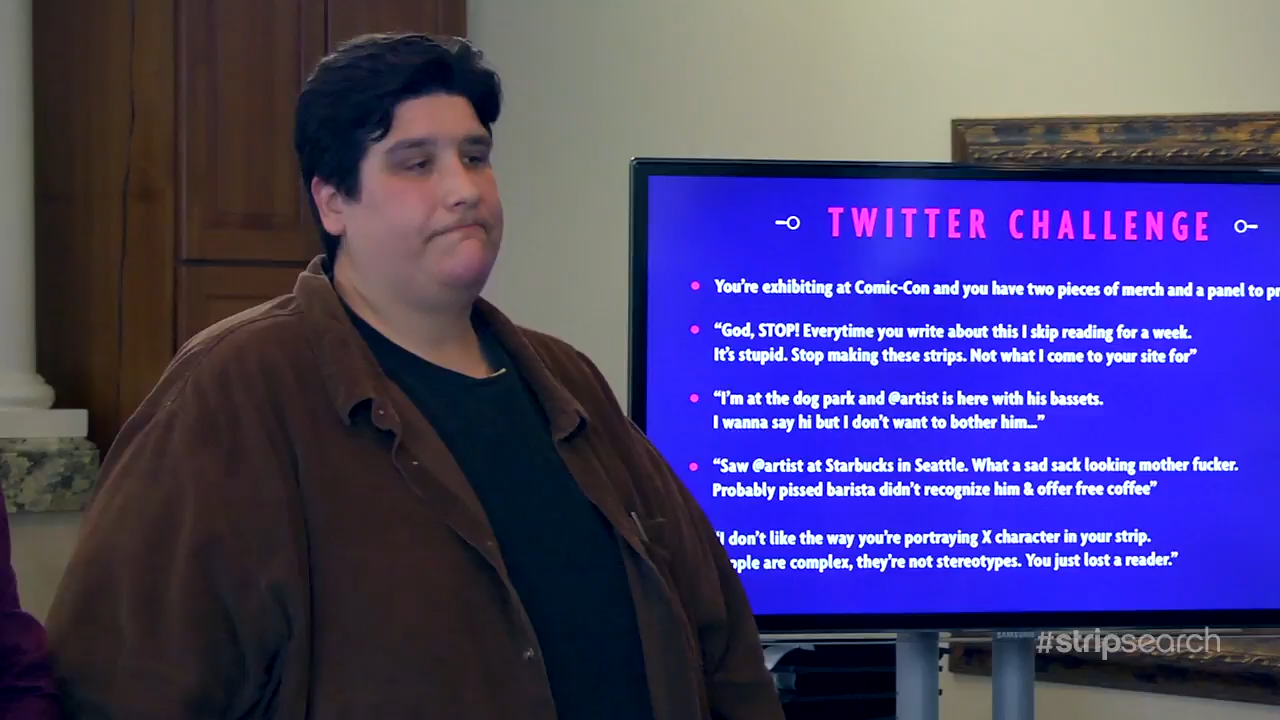 TWITTER CHALLENGE
You're exhibiting at Comic-Con and you have two pieces of merch and a panel to
"God, STOP! Everytime you write about this I skip reading for a week.
It's stupid. Stop making these strips. Not what I come to your site for"
"I'm at the dog park and @artist is here with his bassets.
I wanna say hi but I don't want to bother him..."
"Saw @artist at Starbucks in Seattle. What a sad sack looking mother fucker.
Probably pissed barista didn't recognize him & offer free coffee"
"I don't like the way you're portraying X character in your strip.
are complex, they're not stereotypes. You just lost a reader."
SAMSUNG
#stripsearch